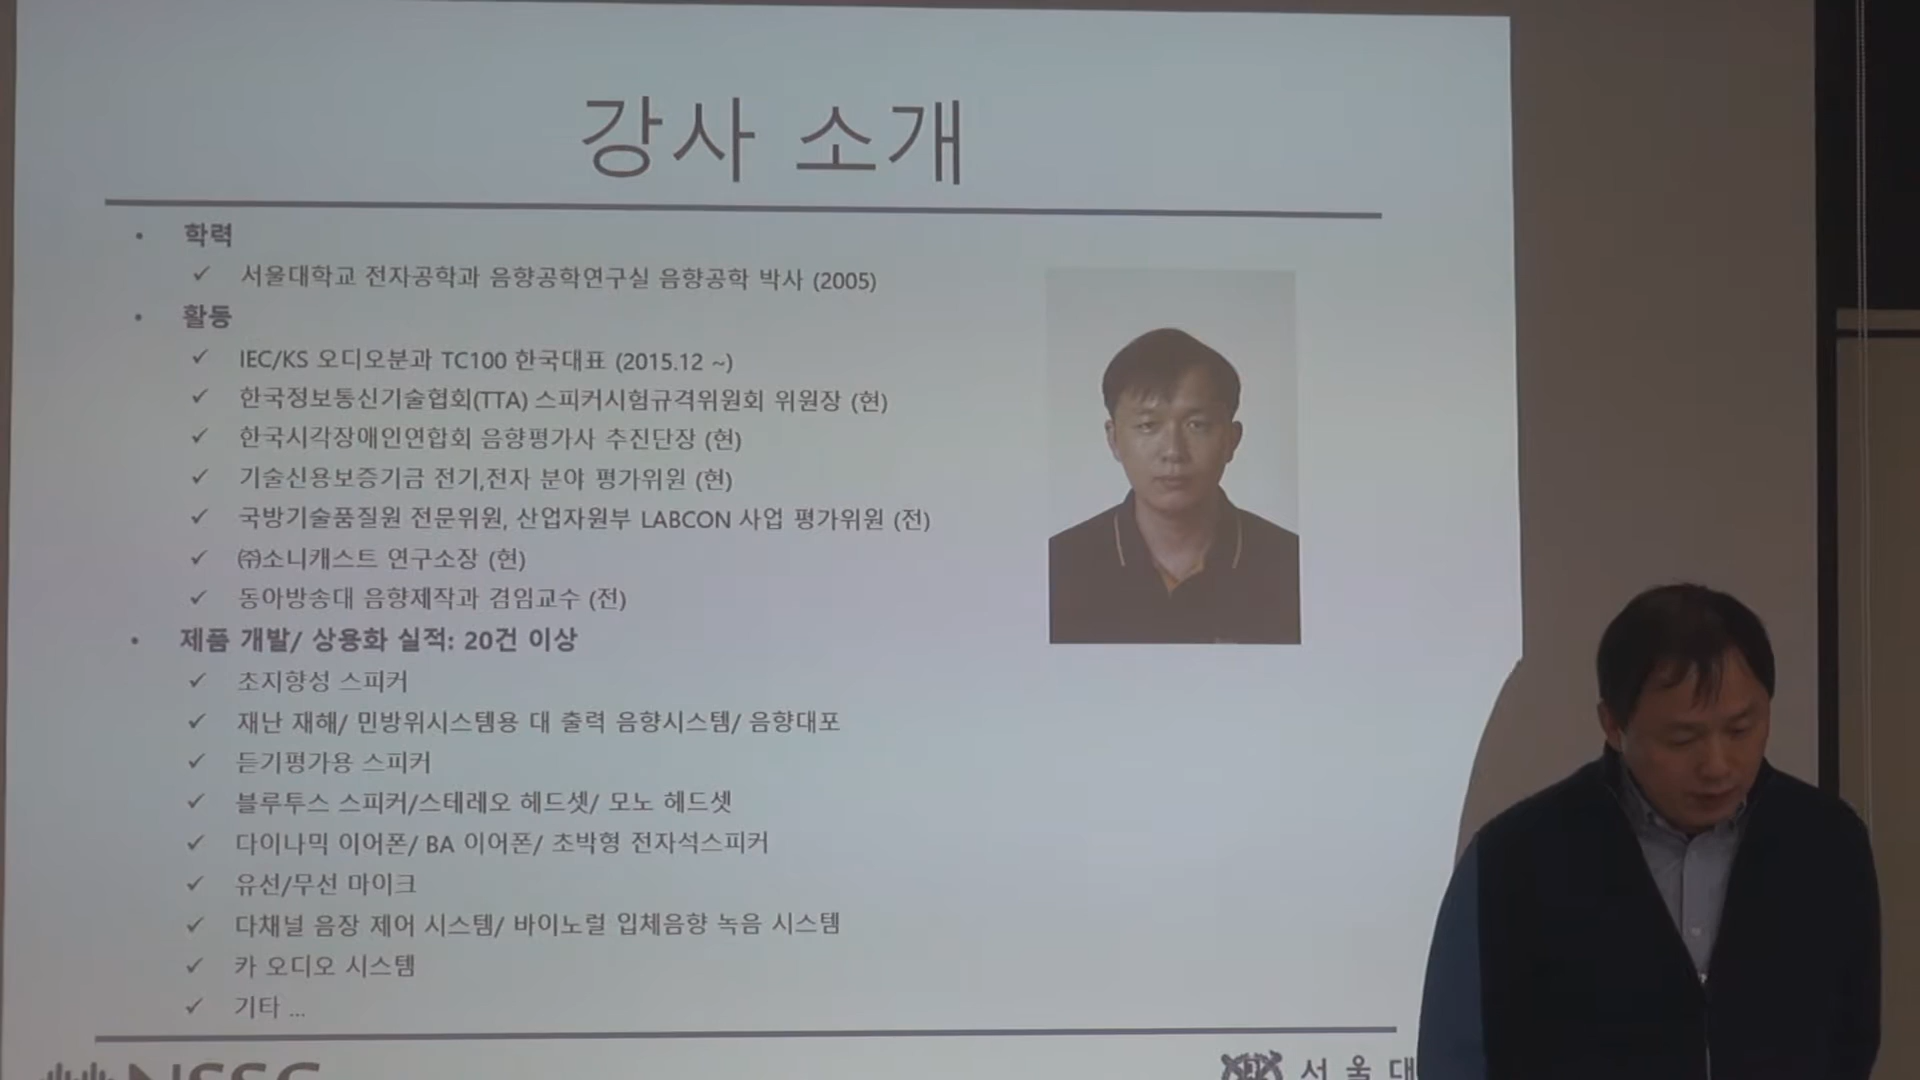 강사 소개
• 학력
✓ 서울대학교 전자공학과 음향공학연구실 음향공학 박사 (2005)
• 활동
✓ IEC/KS 오디오분과 TC100 한국대표 (2015.12 ~)
✓ 한국정보통신기술협회(TTA) 스피커시험규격위원회 위원장 (현)
✓ 한국시각장애인연합회 음향평가사 추진단장 (현)
✓ 기술신용보증기금 전기,전자 분야 평가위원 (현)
✓ 국방기술품질원 전문위원, 산업자원부 LABCON 사업 평가위원 (전)
✓ ㈜소니캐스트 연구소장 (현)
✓ 동아방송대 음향제작과 겸임교수 (전)
• 제품 개발/ 상용화 실적: 20건 이상
✓ 초지향성 스피커
✓ 재난 재해/ 민방위시스템용 대 출력 음향시스템/ 음향대포
✓ 듣기평가용 스피커
✓ 블루투스 스피커/스테레오 헤드셋/ 모노 헤드셋
✓ 다이나믹 이어폰/ BA 이어폰/ 초박형 전자석스피커
✓ 유선/무선 마이크
✓ 다채널 음장 제어 시스템/ 바이노럴 입체음향 녹음 시스템
✓ 카 오디오 시스템
✓ 기타 ...
서울대